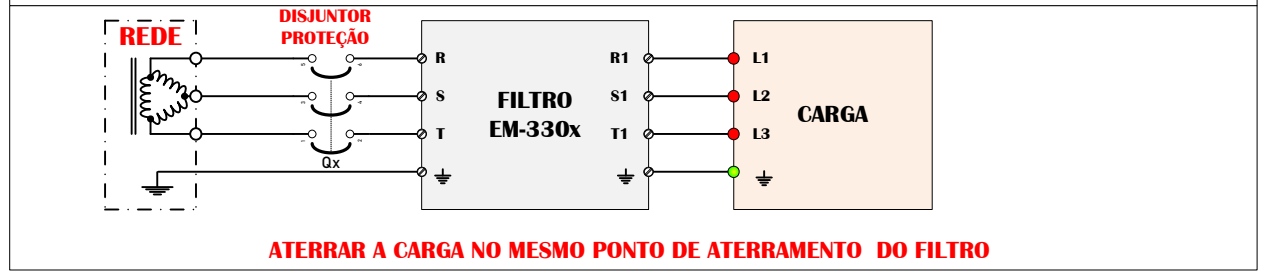 DISJUNTOR
REDE PROTEÇÃO
R R1 L1
S FILTRO S1 L2
EM-330x CARGA
T T1 L3
Qx
ATERRAR A CARGA NO MESMO PONTO DE ATERRAMENTO DO FILTRO